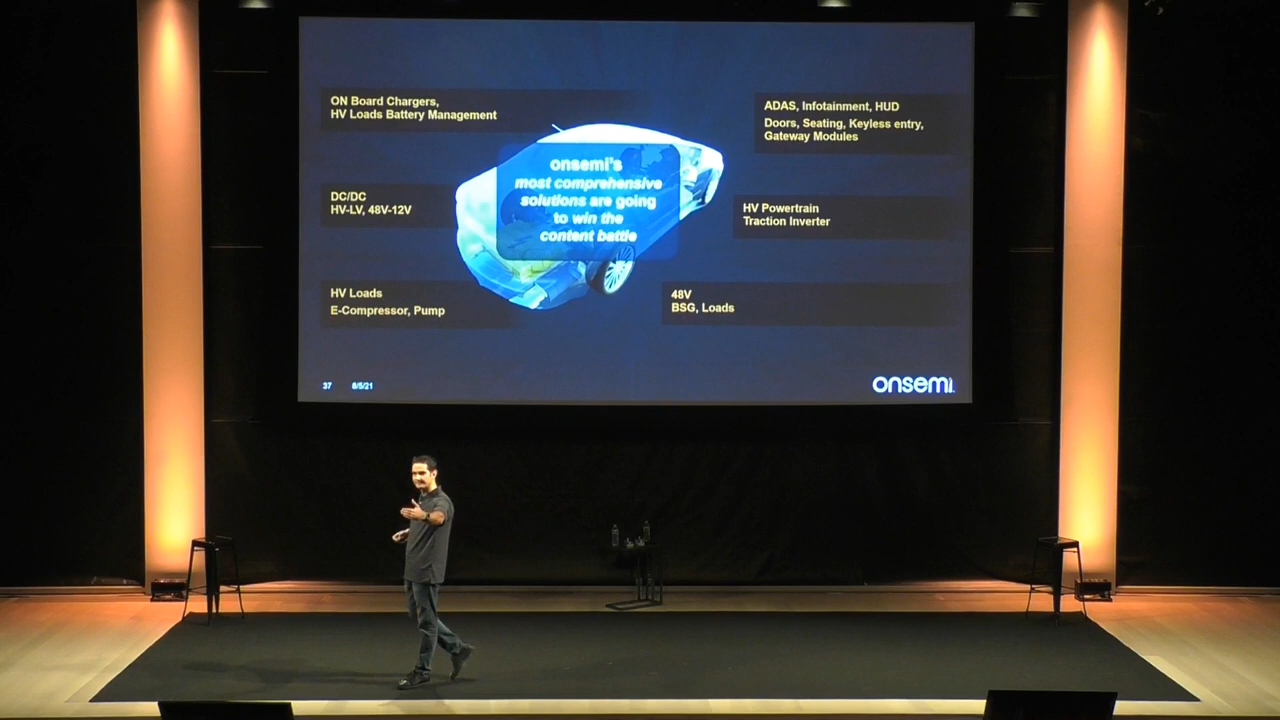 ON Board Chargers,
HV Loads Battery Management
DC/DC
HV-LV, 48V-12V
HV Loads
E-Compressor, Pump
onsemi's
most comprehensive
solutions are going
to win the
content battle
ADAS, Infotainment, HUD
Doors, Seating, Keyless entry,
Gateway Modules
HV Powertrain
Traction Inverter
48V
BSG, Loads
37 8/5/21
onsemi